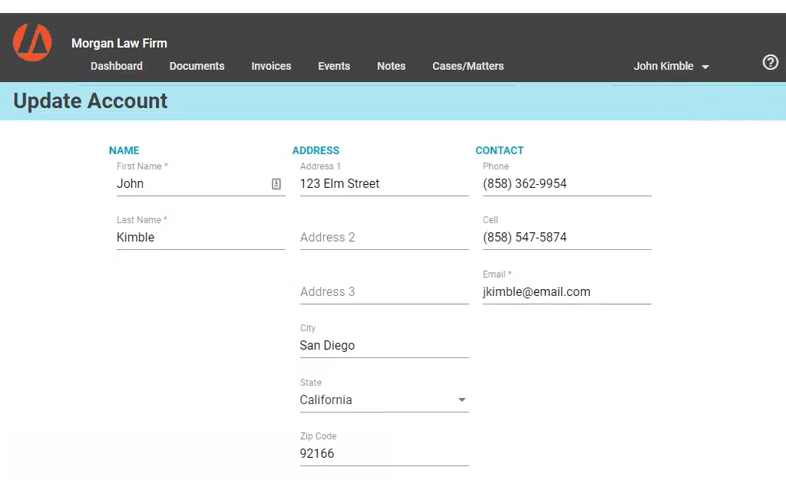 Morgan Law Firm
Dashboard Documents Invoices Events Notes Cases/Matters John Kimble
Update Account
NAME ADDRESS CONTACT
First Name * Address 1 Phone
John 123 Elm Street (858) 362-9954
Last Name * Cell
Kimble Address 2 (858) 547-5874
Email *
Address 3 jkimble@email.com
City
San Diego
State
California
Zip Code
92166